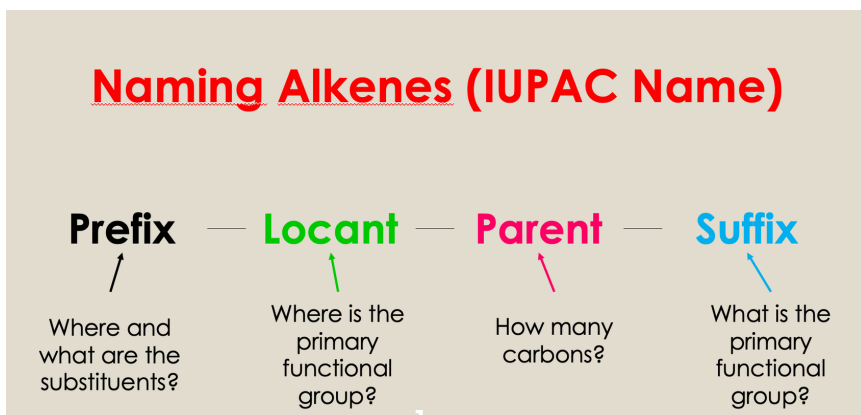 Naming Alkenes (IUPAC Name)
Prefix — Locant — Parent — Suffix
Where and
what are the
substituents?
Where is the
primary
functional
group?
How many
carbons?
What is the
primary
functional
group?